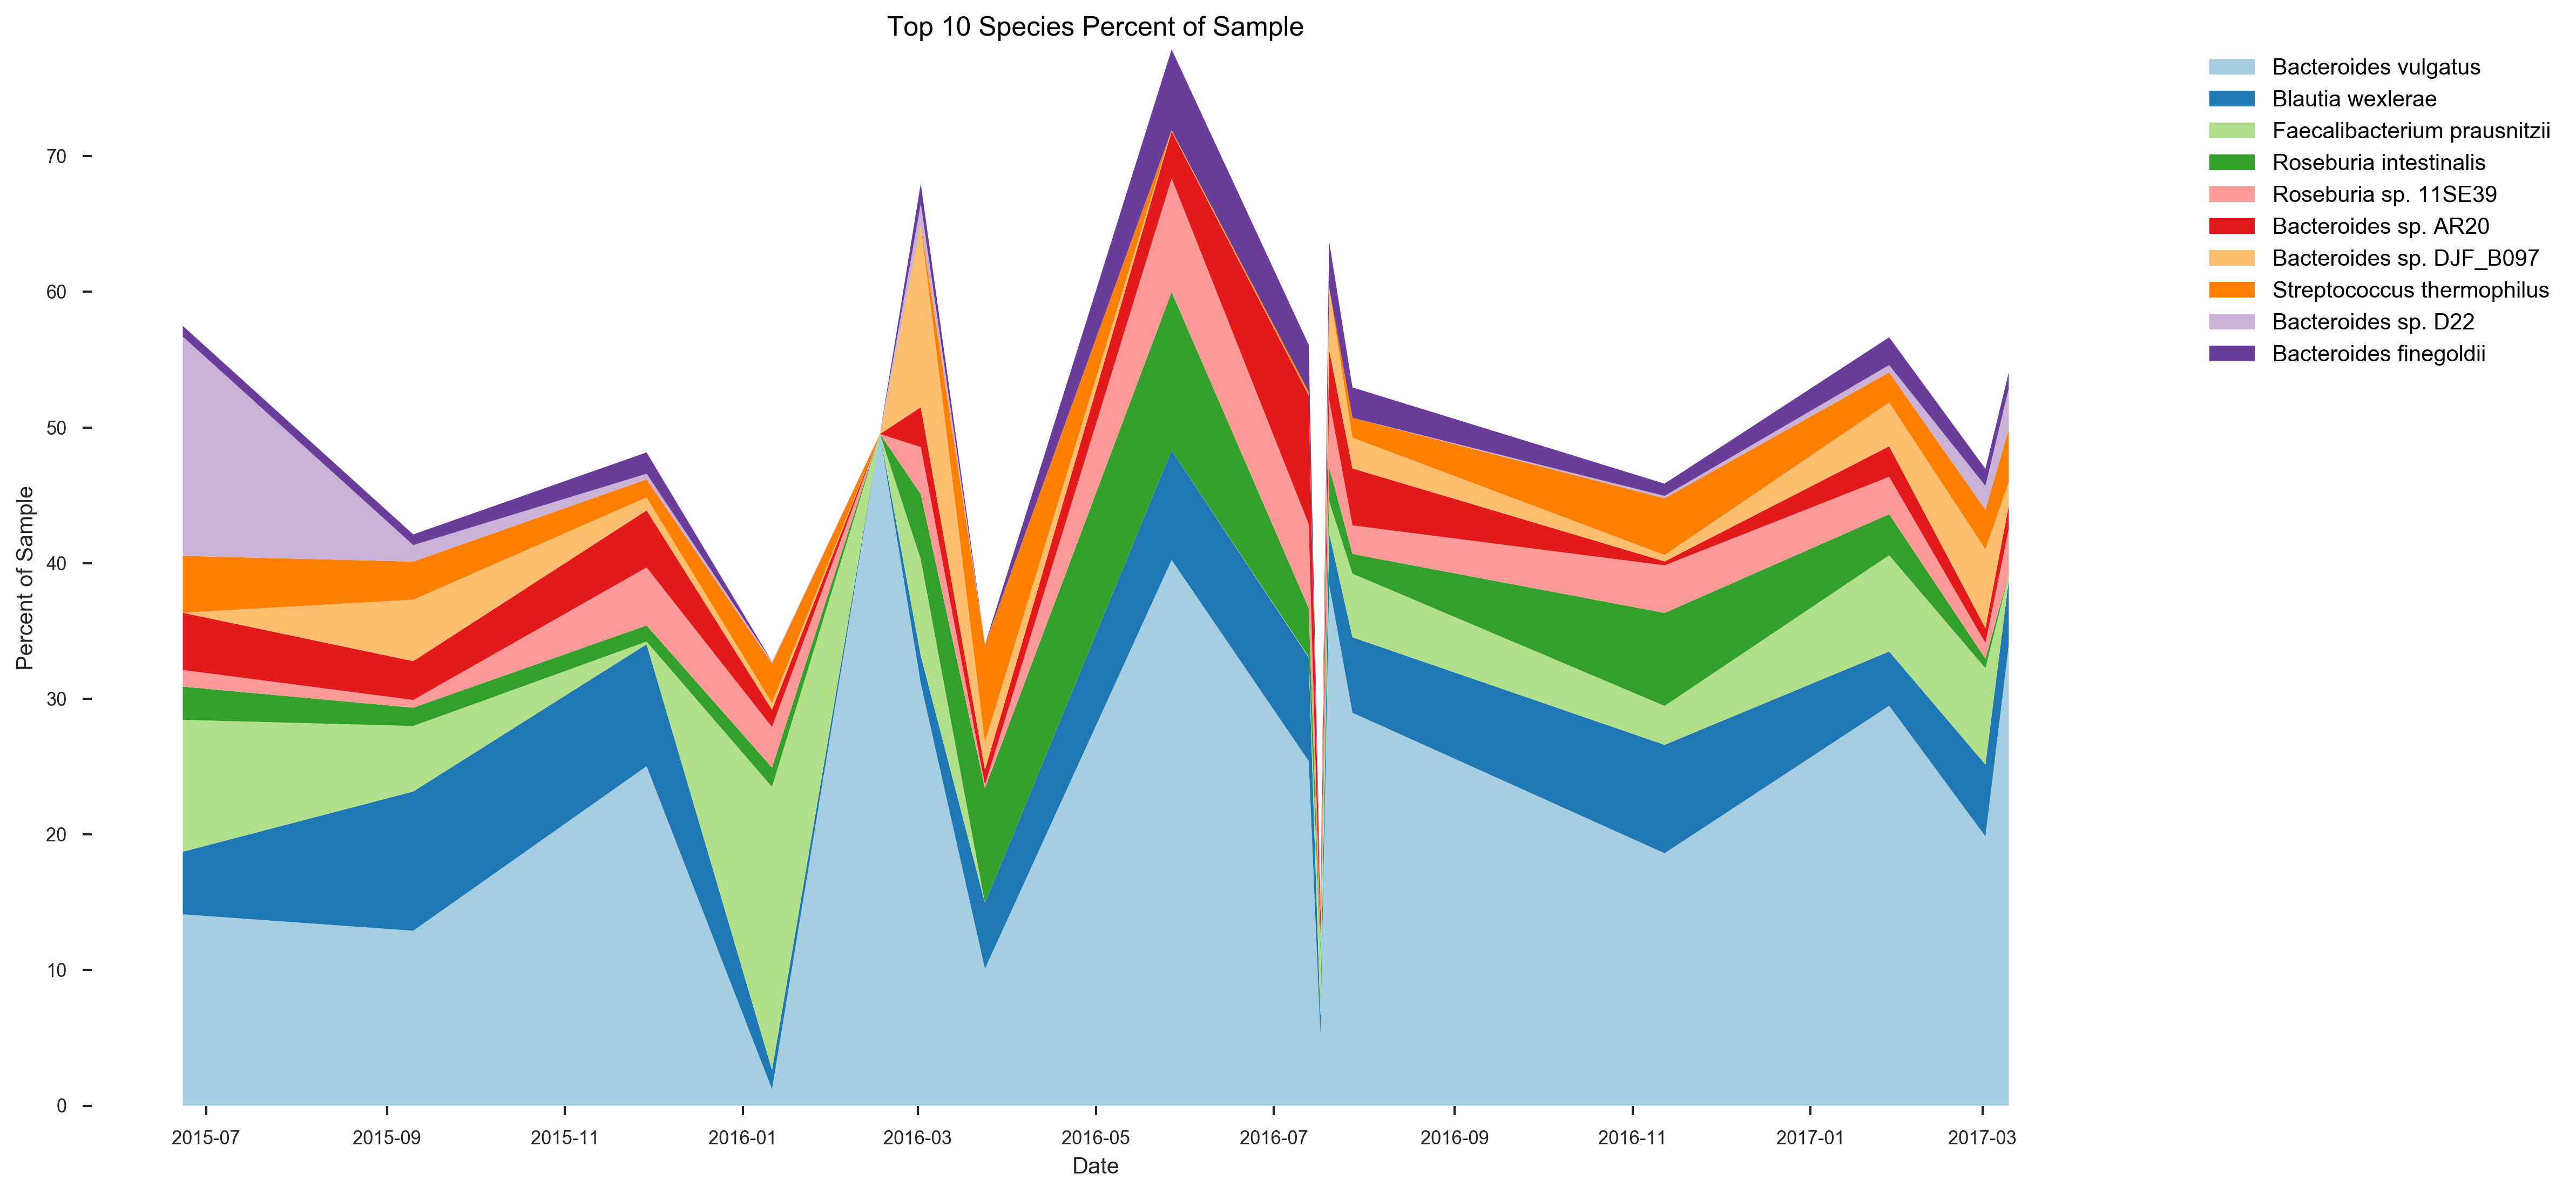 Top 10 Species Percent of Sample
Bacteroides vulgatus
Blautia wexlerae
Faecalibacterium prausnitzii
Roseburia intestinalis
Roseburia sp. 11SE39
Bacteroides sp. AR20
Bacteroides sp. DJF_B097
Streptococcus thermophilus
Bacteroides sp. D22
Bacteroides finegoldii
Percent of Sample
70
60
50
40
30
20
10
0
2015-07 2015-09 2015-11 2016-01 2016-03 2016-05 2016-07 2016-09 2016-11 2017-01 2017-03
Date